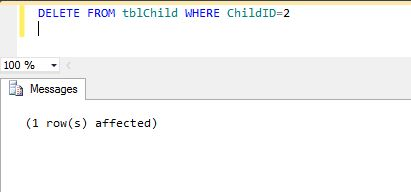 DELETE FROM tblChild WHERE ChildID=2
100 %
Messages
(1 row(s) affected)